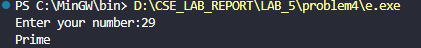 PS C:\MinGW\bin> D:\CSE_LAB_REPORT\LAB_5\problem4\e.exe
Enter your number:29
Prime